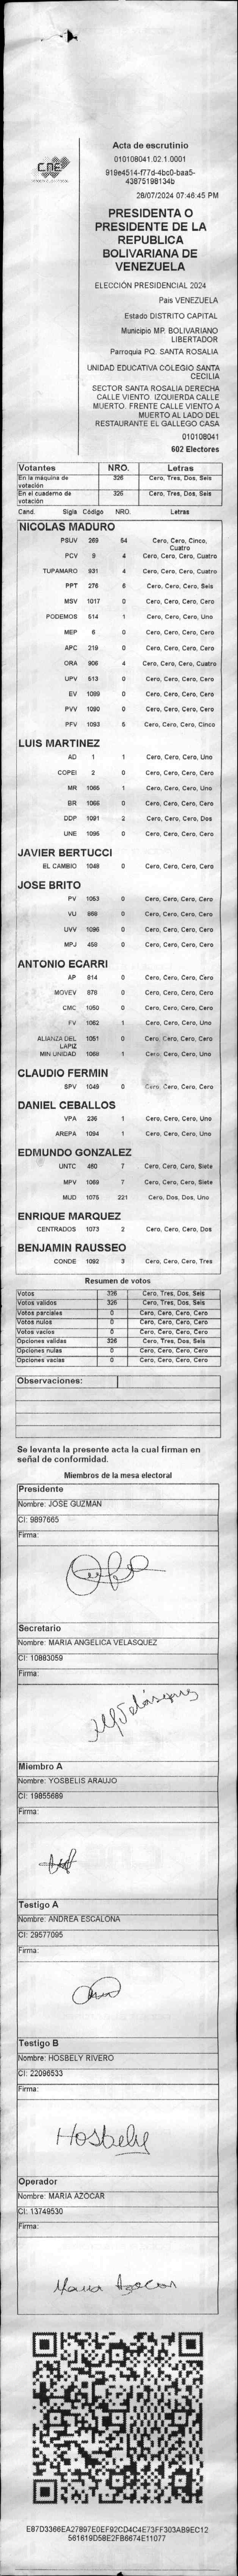 CNE
Acta de escrutinio
010108041.02.1.0001
919e4514-f77d-4bc0-baa5-
43875198134b
28/07/2024 07:46:45 PM
PRESIDENTA O
PRESIDENTE DE LA
REPUBLICA
BOLIVARIANA DE
VENEZUELA
ELECCIÓN PRESIDENCIAL 2024
País VENEZUELA
Estado DISTRITO CAPITAL
Municipio MP. BOLIVARIANO
LIBERTADOR
Parroquia PQ. SANTA ROSALIA
UNIDAD EDUCATIVA COLEGIO SANTA
CECILIA
SECTOR SANTA ROSALIA DERECHA
CALLE VIENTO. IZQUIERDA CALLE
MUERTO. FRENTE CALLE VIENTO A
MUERTO AL LADO DEL
RESTAURANTE EL GALLEGO CASA
010108041
602 Electores
Votantes NRO. Letras
En la máquina de votación 326 Cero, Tres, Dos, Seis
En el cuaderno de votación 326 Cero, Tres, Dos, Seis
Cand. Sigla Código NRO. Letras
NICOLAS MADURO
PSUV 269 54 Cero, Cero, Cinco, Cuatro
PCV 9 4 Cero, Cero, Cero, Cuatro
TUPAMARO 931 4 Cero, Cero, Cero, Cuatro
PPT 276 6 Cero, Cero, Cero, Seis
MSV 1017 0 Cero, Cero, Cero, Cero
PODEMOS 514 1 Cero, Cero, Cero, Uno
MEP 6 0 Cero, Cero, Cero, Cero
APC 219 0 Cero, Cero, Cero, Cero
ORA 906 4 Cero, Cero, Cero, Cuatro
UPV 513 0 Cero, Cero, Cero, Cero
EV 1089 0 Cero, Cero, Cero, Cero
PVV 1090 0 Cero, Cero, Cero, Cero
PFV 1093 5 Cero, Cero, Cero, Cinco
LUIS MARTINEZ
AD 1 1 Cero, Cero, Cero, Uno
COPEI 2 0 Cero, Cero, Cero, Cero
MR 1065 1 Cero, Cero, Cero, Uno
BR 1066 0 Cero, Cero, Cero, Cero
DDP 1091 2 Cero, Cero, Cero, Dos
UNE 1095 0 Cero, Cero, Cero, Cero
JAVIER BERTUCCI
EL CAMBIO 1048 0 Cero, Cero, Cero, Cero
JOSE BRITO
PV 1053 0 Cero, Cero, Cero, Cero
VU 868 0 Cero, Cero, Cero, Cero
UVV 1096 0 Cero, Cero, Cero, Cero
MPJ 458 0 Cero, Cero, Cero, Cero
ANTONIO ECARRI
AP 814 0 Cero, Cero, Cero, Cero
MOVEV 878 0 Cero, Cero, Cero, Cero
CMC 1050 0 Cero, Cero, Cero, Cero
FV 1062 1 Cero, Cero, Cero, Uno
ALIANZA DEL LAPIZ 1051 0 Cero, Cero, Cero, Cero
MIN UNIDAD 1068 1 Cero, Cero, Cero, Uno
CLAUDIO FERMIN
SPV 1049 0 Cero, Cero, Cero, Cero
DANIEL CEBALLOS
VPA 236 1 Cero, Cero, Cero, Uno
AREPA 1094 1 Cero, Cero, Cero, Uno
EDMUNDO GONZALEZ
UNTC 460 7 Cero, Cero, Cero, Siete
MPV 1069 7 Cero, Cero, Cero, Siete
MUD 1075 221 Cero, Dos, Dos, Uno
ENRIQUE MARQUEZ
CENTRADOS 1073 2 Cero, Cero, Cero, Dos
BENJAMIN RAUSSEO
CONDE 1092 3 Cero, Cero, Cero, Tres
Resumen de votos
Votos 326 Cero, Tres, Dos, Seis
Votos validos 326 Cero, Tres, Dos, Seis
Votos parciales 0 Cero, Cero, Cero, Cero
Votos nulos 0 Cero, Cero, Cero, Cero
Votos vacios 0 Cero, Cero, Cero, Cero
Opciones validas 326 Cero, Tres, Dos, Seis
Opciones nulas 0 Cero, Cero, Cero, Cero
Opciones vacias 0 Cero, Cero, Cero, Cero
Observaciones:
Se levanta la presente acta la cual firman en
señal de conformidad.
Miembros de la mesa electoral
Presidente
Nombre: JOSE GUZMAN
CI: 9897665
Firma:
Secretario
Nombre: MARIA ANGELICA VELASQUEZ
CI: 10883059
Firma:
Miembro A
Nombre: YOSBELIS ARAUJO
CI: 19855689
Firma:
Testigo A
Nombre: ANDREA ESCALONA
CI: 29577095
Firma:
Testigo B
Nombre: HOSBELY RIVERO
CI: 22096533
Firma:
Hosbely
Operador
Nombre: MARIA AZOCAR
CI: 13749530
Firma:
Maria Azocar
E87D3366EA27897E0EF92CD4C4E73FF303AB9EC12
561619D58E2FB6674E11077